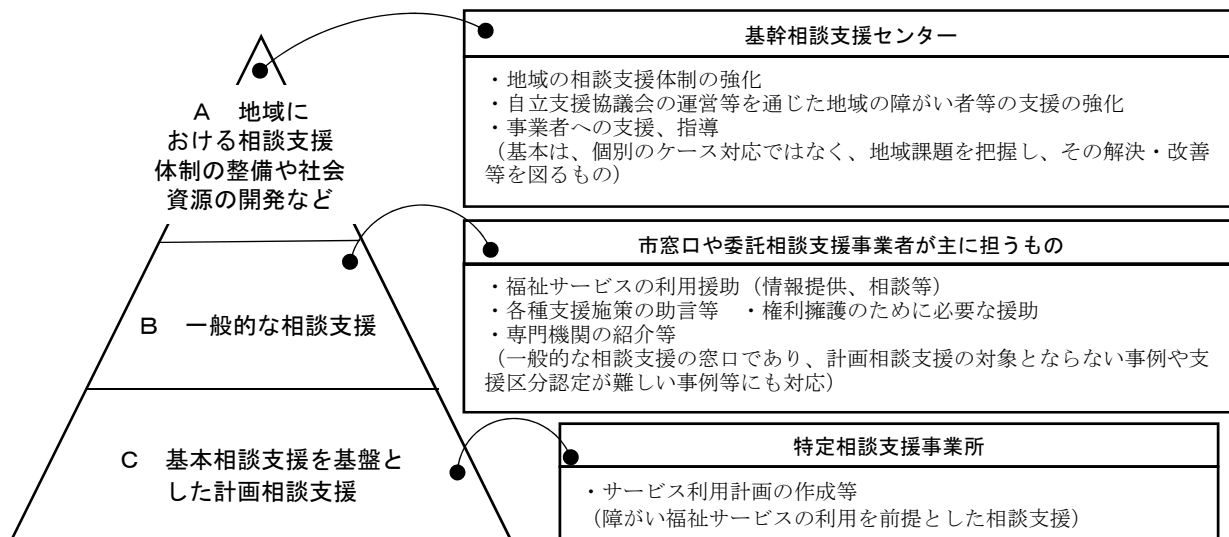 A　地域に
おける相談支援
体制の整備や社会
資源の開発など
B　一般的な相談支援
C　基本相談支援を基盤と
した計画相談支援
基幹相談支援センター
・地域の相談支援体制の強化
・自立支援協議会の運営等を通じた地域の障がい者等の支援の強化
・事業者への支援、指導
（基本は、個別のケース対応ではなく、地域課題を把握し、その解決・改善
等を図るもの）
市窓口や委託相談支援事業者が主に担うもの
・福祉サービスの利用援助（情報提供、相談等）
・各種支援施策の助言等　・権利擁護のために必要な援助
・専門機関の紹介等
（一般的な相談支援の窓口であり、計画相談支援の対象とならない事例や支
援区分認定が難しい事例等にも対応）
特定相談支援事業所
・サービス利用計画の作成等
（障がい福祉サービスの利用を前提とした相談支援）